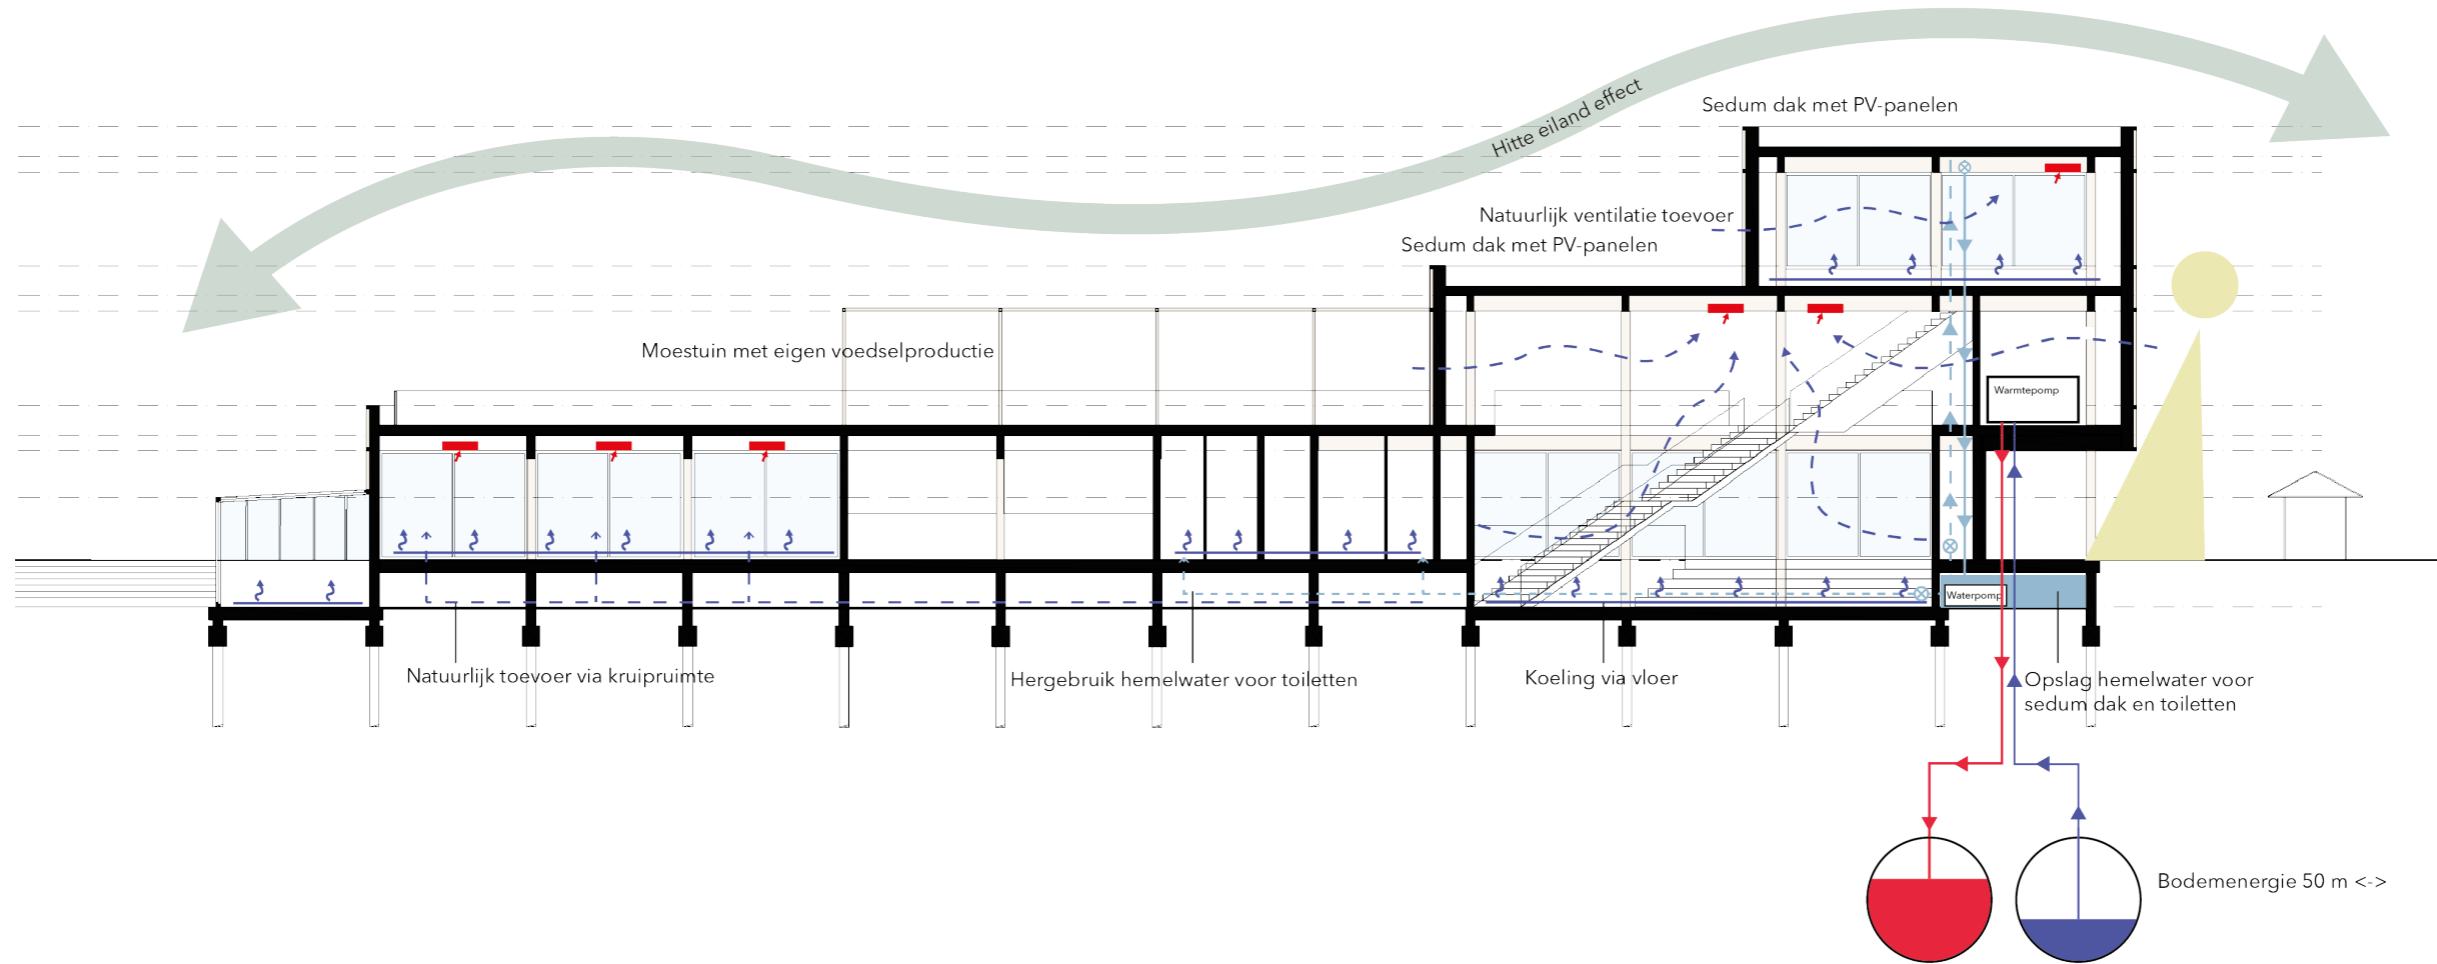 Hitte eiland effect
Sedum dak met PV-panelen
Natuurlijk ventilatie toevoer
Sedum dak met PV-panelen
Moestuin met eigen voedselproductie
Warmtepomp
Waterpomp
Natuurlijk toevoer via kruipruimte
Hergebruik hemelwater voor toiletten
Koeling via vloer
Opslag hemelwater voor
sedum dak en toiletten
Bodemenergie 50 m <->